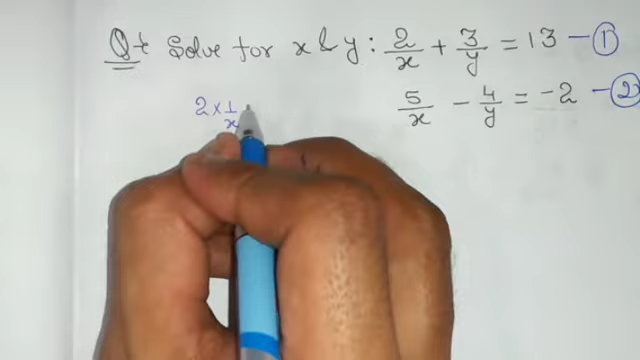 Q⁺ Solve for x & y : 2/x + 3/y = 13 — ①
5/x - 4/y = -2 — ②
2 × 1/x